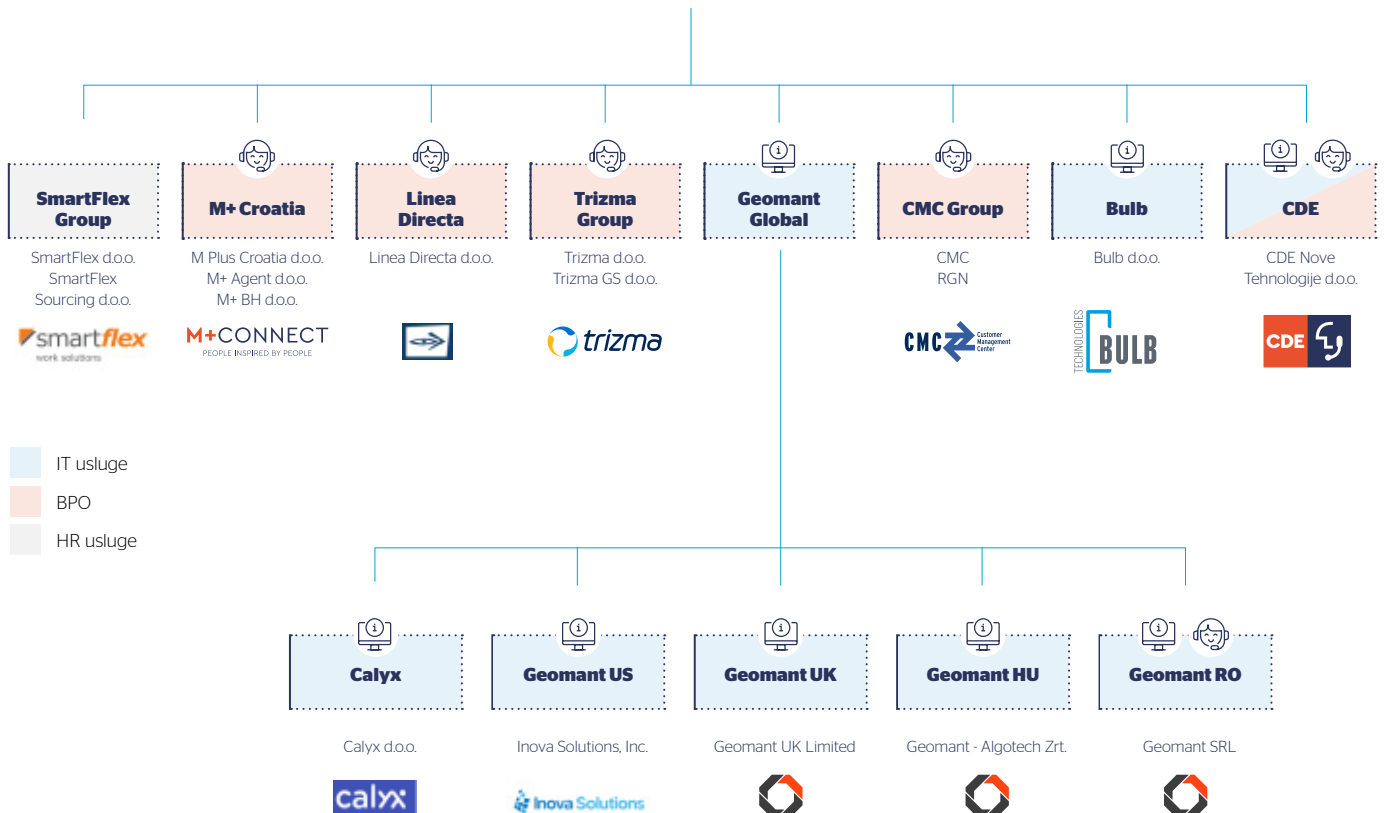 SmartFlex
Group
M+ Croatia
Linea
Directa
Trizma
Group
Geomant
Global
CMC Group
Bulb
CDE
SmartFlex d.o.o.
SmartFlex
Sourcing d.o.o.
M Plus Croatia d.o.o.
M+ Agent d.o.o.
M+ BH d.o.o.
Linea Directa d.o.o.
Trizma d.o.o.
Trizma GS d.o.o.
CMC
RGN
Bulb d.o.o.
CDE Nove
Tehnologije d.o.o.
smartflex
work solutions
M+CONNECT
PEOPLE INSPIRED BY PEOPLE
trizma
CMC
Customer
Management
Center
TECHNOLOGIES
BULB
CDE
IT usluge
BPO
HR usluge
Calyx
Geomant US
Geomant UK
Geomant HU
Geomant RO
Calyx d.o.o.
Inova Solutions, Inc.
Geomant UK Limited
Geomant - Algotech Zrt.
Geomant SRL
calyx
Inova Solutions